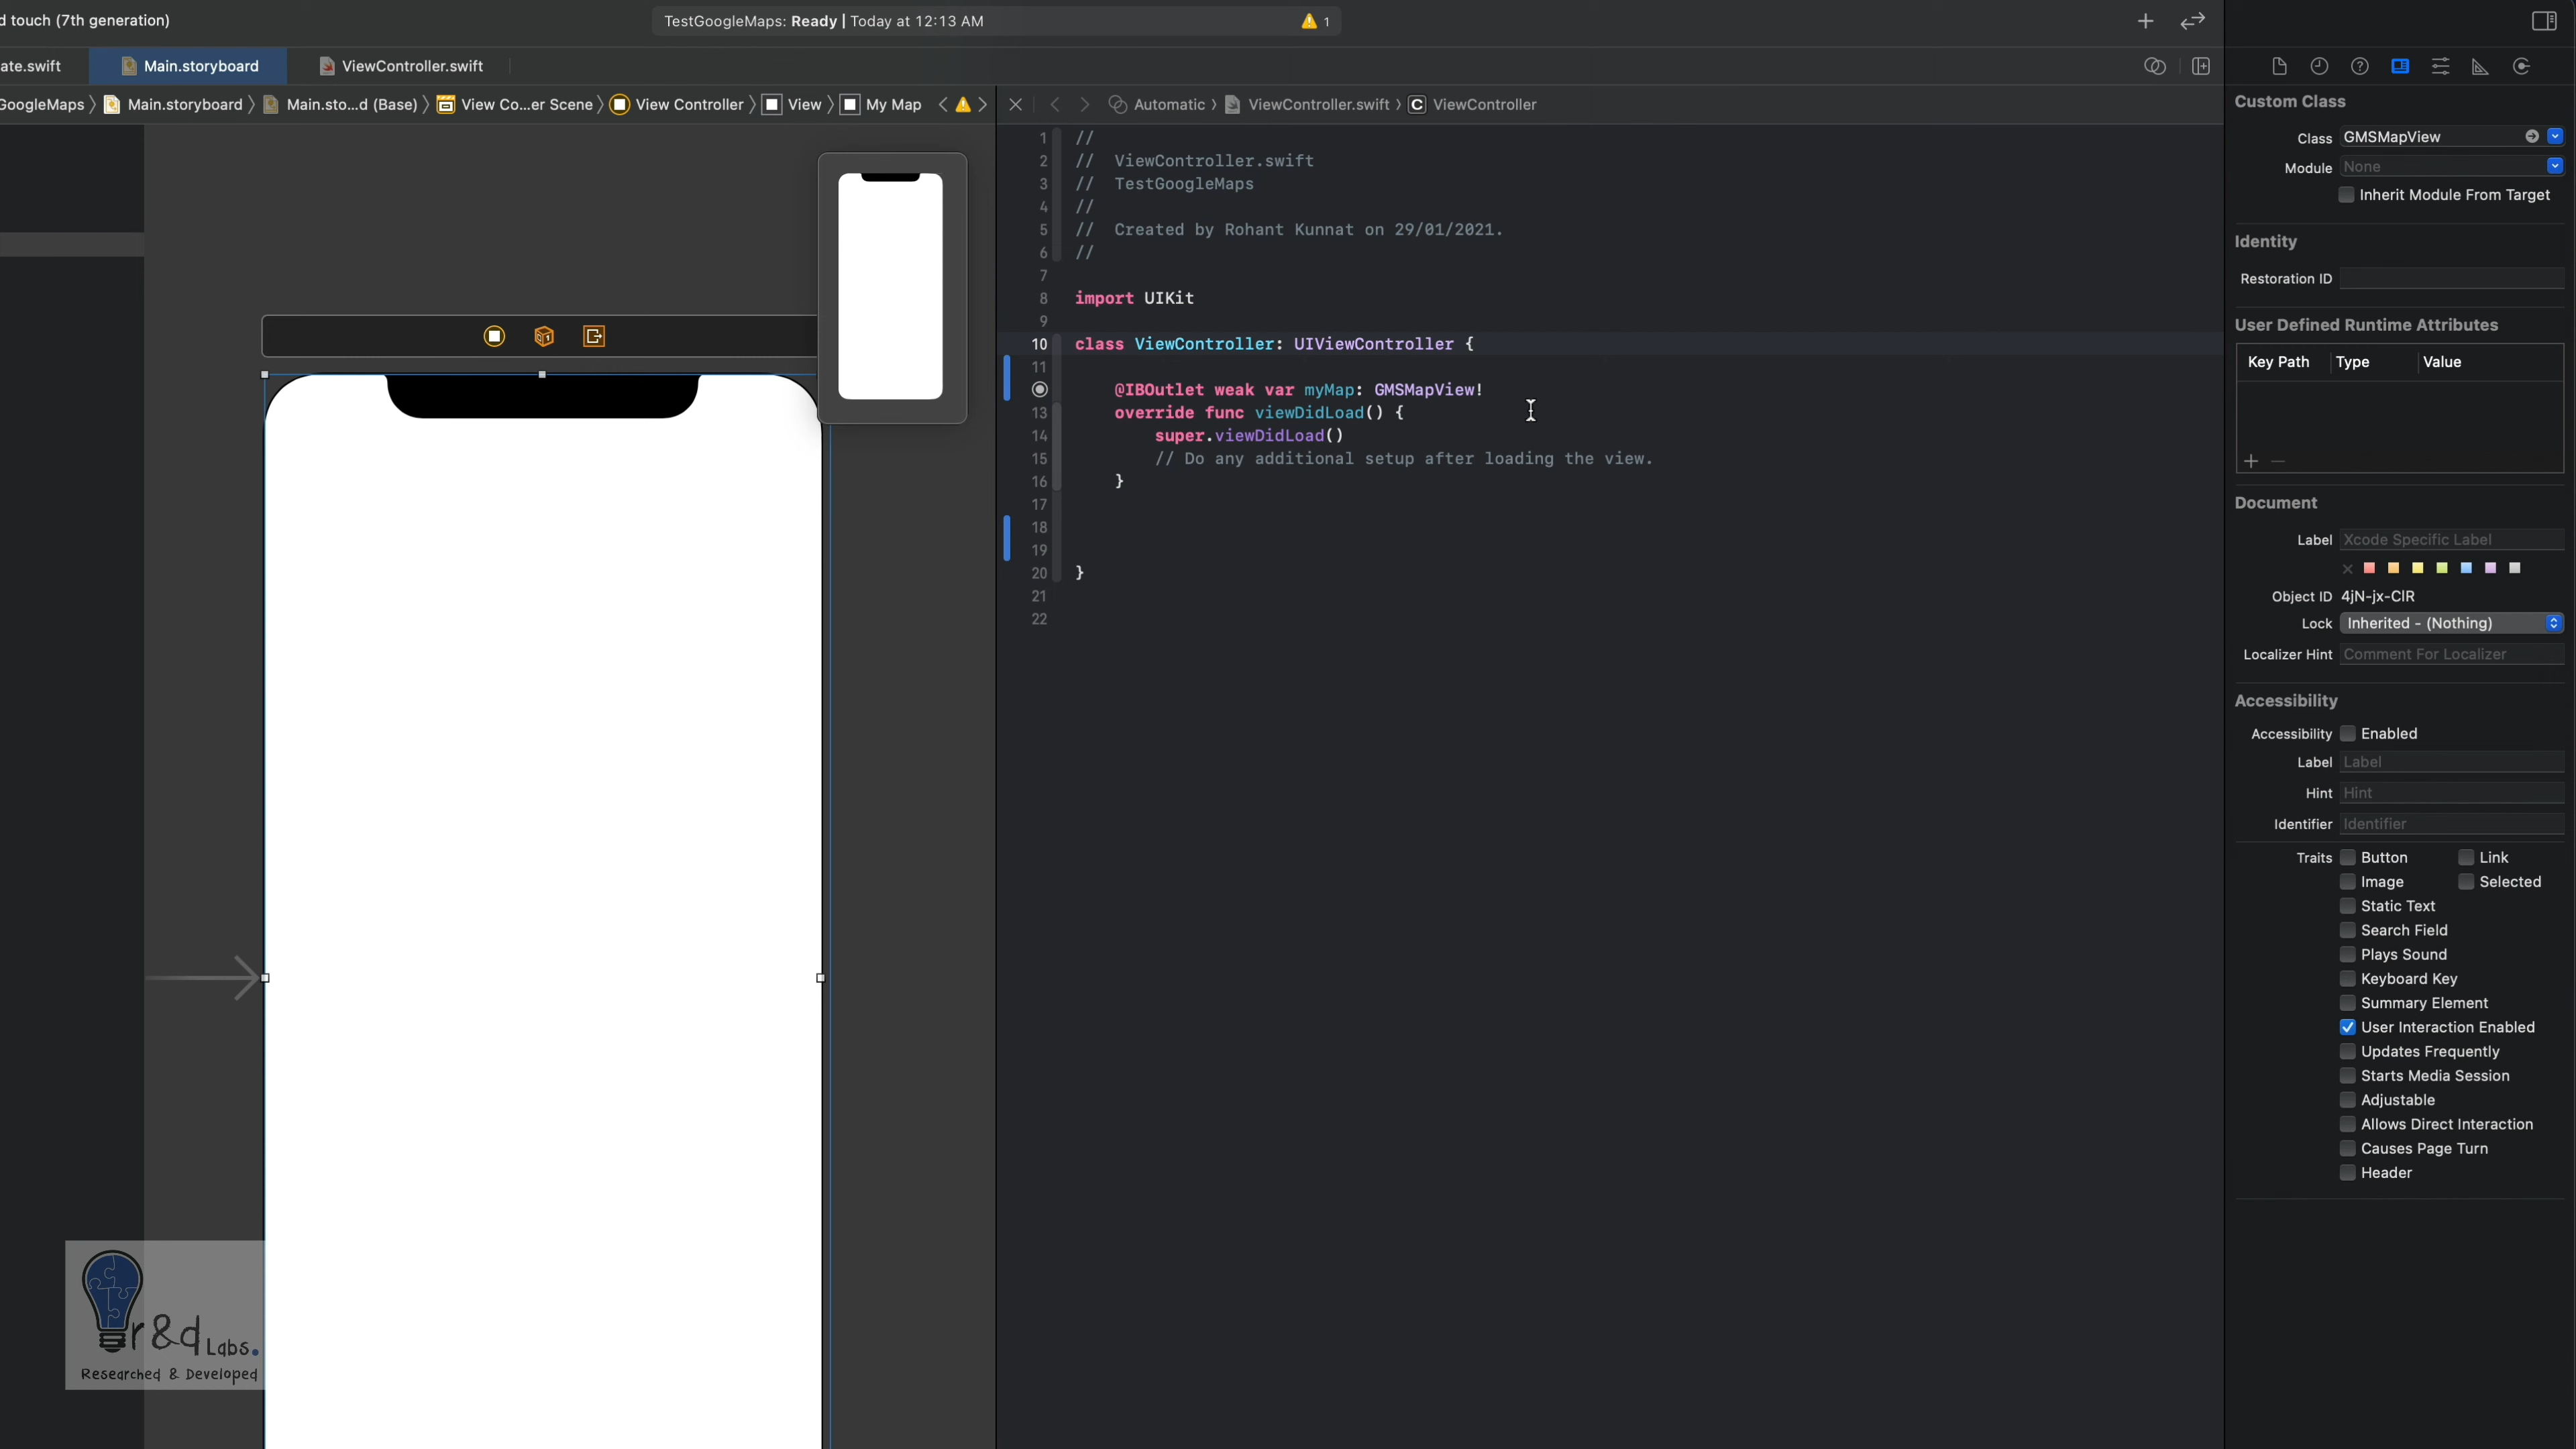 d touch (7th generation)
TestGoogleMaps: Ready | Today at 12:13 AM
1
ate.swift
Main.storyboard
ViewController.swift
GoogleMaps
Main.storyboard
Main.sto...d (Base)
View Co...er Scene
View Controller
View
My Map
Automatic
ViewController.swift
C ViewController
1 //
2 // ViewController.swift
3 // TestGoogleMaps
4 //
5 // Created by Rohant Kunnat on 29/01/2021.
6 //
7
8 import UIKit
9
10 class ViewController: UIViewController {
11
@IBOutlet weak var myMap: GMSMapView!
13 override func viewDidLoad() {
14 super.viewDidLoad()
15 // Do any additional setup after loading the view.
16 }
17
18
19
20 }
21
22
Custom Class
Class GMSMapView
Module None
Inherit Module From Target
Identity
Restoration ID
User Defined Runtime Attributes
Key Path Type Value
+ −
Document
Label Xcode Specific Label
Object ID 4jN-jx-ClR
Lock Inherited - (Nothing)
Localizer Hint Comment For Localizer
Accessibility
Accessibility Enabled
Label Label
Hint Hint
Identifier Identifier
Traits Button Link
Image Selected
Static Text
Search Field
Plays Sound
Keyboard Key
Summary Element
User Interaction Enabled
Updates Frequently
Starts Media Session
Adjustable
Allows Direct Interaction
Causes Page Turn
Header
r&d Labs.
Researched & Developed